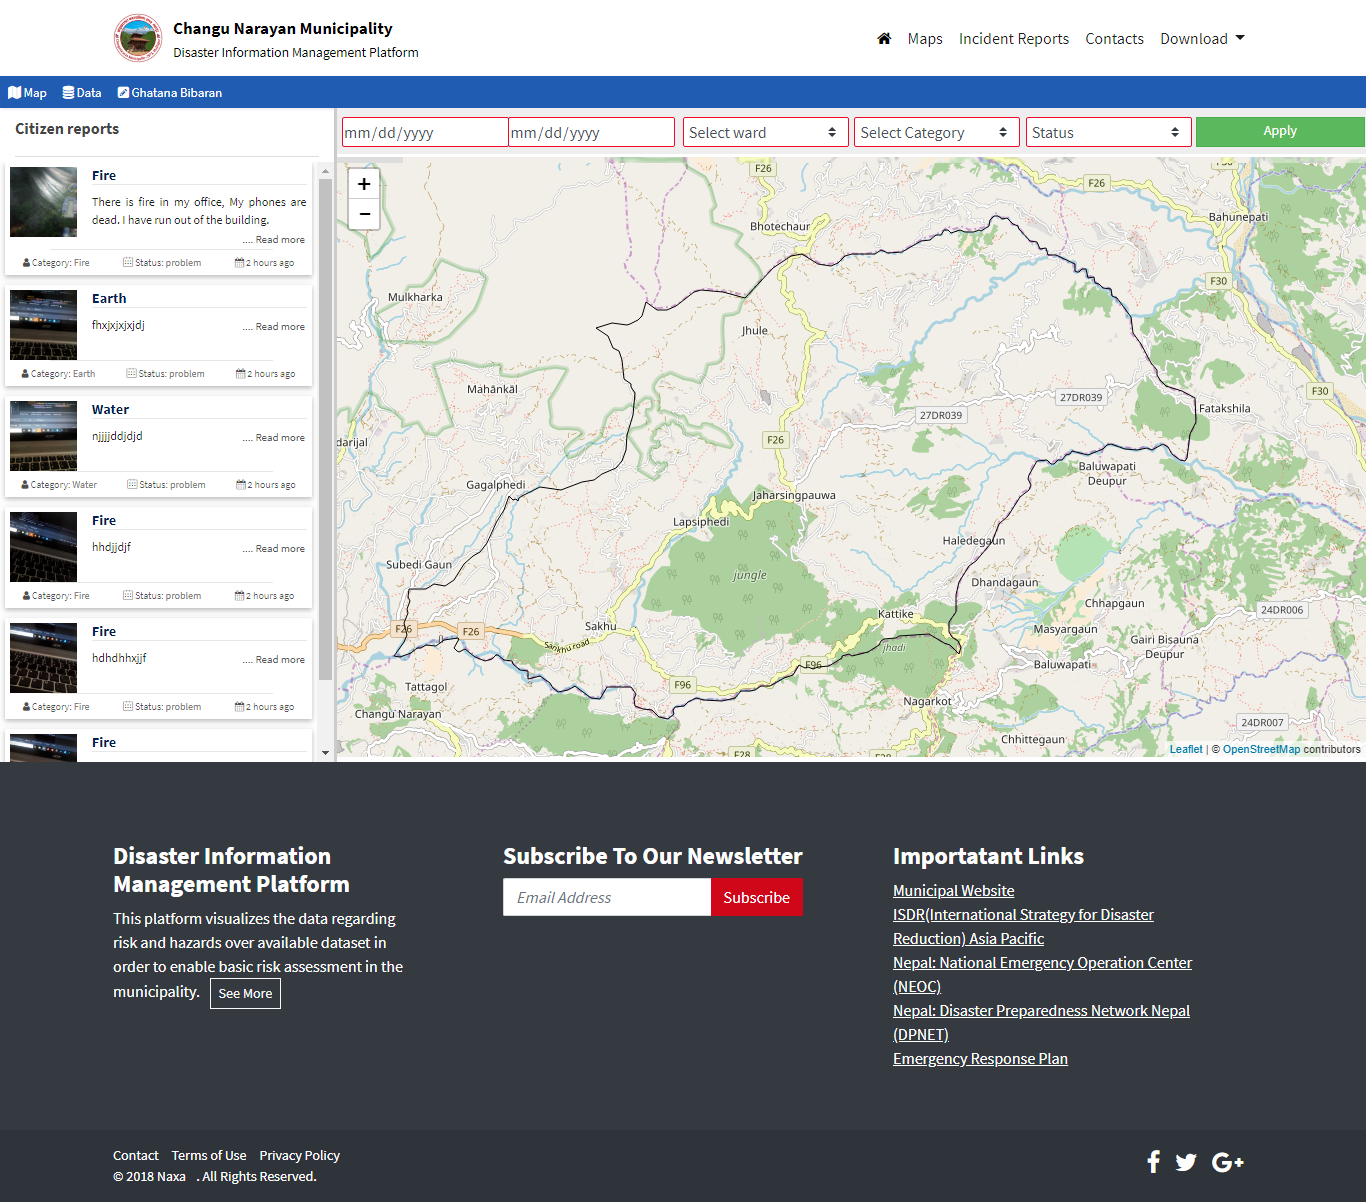 Changu Narayan Municipality
Disaster Information Management Platform
Maps Incident Reports Contacts Download
Map Data Ghatana Bibaran
Citizen reports
mm/dd/yyyy mm/dd/yyyy Select ward Select Category Status Apply
Fire
There is fire in my office, My phones are
dead. I have run out of the building.
.... Read more
Category: Fire Status: problem 2 hours ago
Earth
fhxjxjxjxjdj .... Read more
Category: Earth Status: problem 2 hours ago
Water
njjjjddjdjd .... Read more
Category: Water Status: problem 2 hours ago
Fire
hhdjjdjf .... Read more
Category: Fire Status: problem 2 hours ago
Fire
hdhdhhxjjf .... Read more
Category: Fire Status: problem 2 hours ago
Fire
+
−
F26
F26
Bahunepati
Bhotechaur
F30
Mulkharka
Jhule
Mahānkāl
F30
27DR039
27DR039
Fatakshila
darijal
F26
Baluwapati
Deupur
Gagalphedi
Jaharsingpauwa
Lapsiphedi
Haledegaun
Subedi Gaun
jungle
Dhandagaun
Chhapgaun
24DR006
Kattike
Sakhu
F26
F26
Masyargaun
Gairi Bisauna
Deupur
Sankhu road
jhadi
F96
Baluwapati
Tattagol
F96
Nagarkot
Changu Narayan
24DR007
Chhittegaun
F28
F26
Leaflet | © OpenStreetMap contributors
Disaster Information
Management Platform
This platform visualizes the data regarding
risk and hazards over available dataset in
order to enable basic risk assessment in the
municipality. See More
Subscribe To Our Newsletter
Email Address Subscribe
Importatant Links
Municipal Website
ISDR(International Strategy for Disaster
Reduction) Asia Pacific
Nepal: National Emergency Operation Center
(NEOC)
Nepal: Disaster Preparedness Network Nepal
(DPNET)
Emergency Response Plan
Contact Terms of Use Privacy Policy
© 2018 Naxa . All Rights Reserved.